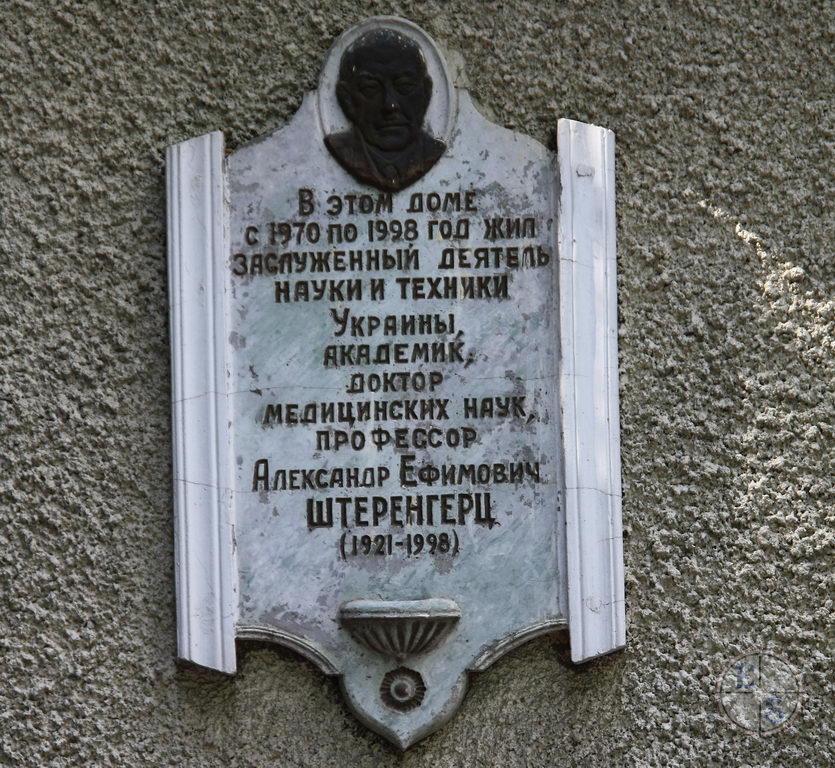 В этом доме
с 1970 по 1998 год жил
заслуженный деятель
науки и техники
Украины,
академик,
доктор
медицинских наук,
профессор
Александр Ефимович
ШТЕРЕНГЕРЦ
(1921-1998)